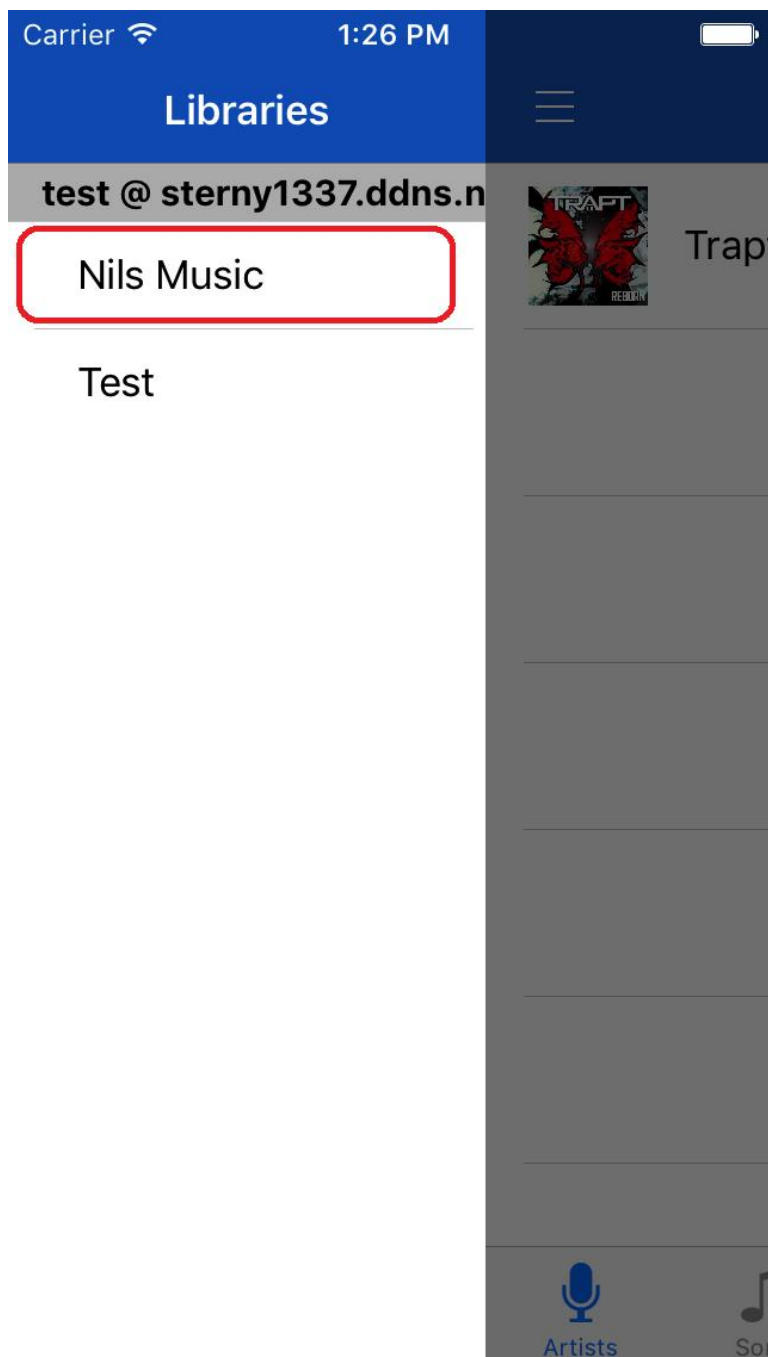 Carrier 1:26 PM
Libraries
test @ sterny1337.ddns.n
Nils Music
Test
TRAPT
REBORN
Trap
Artists
So